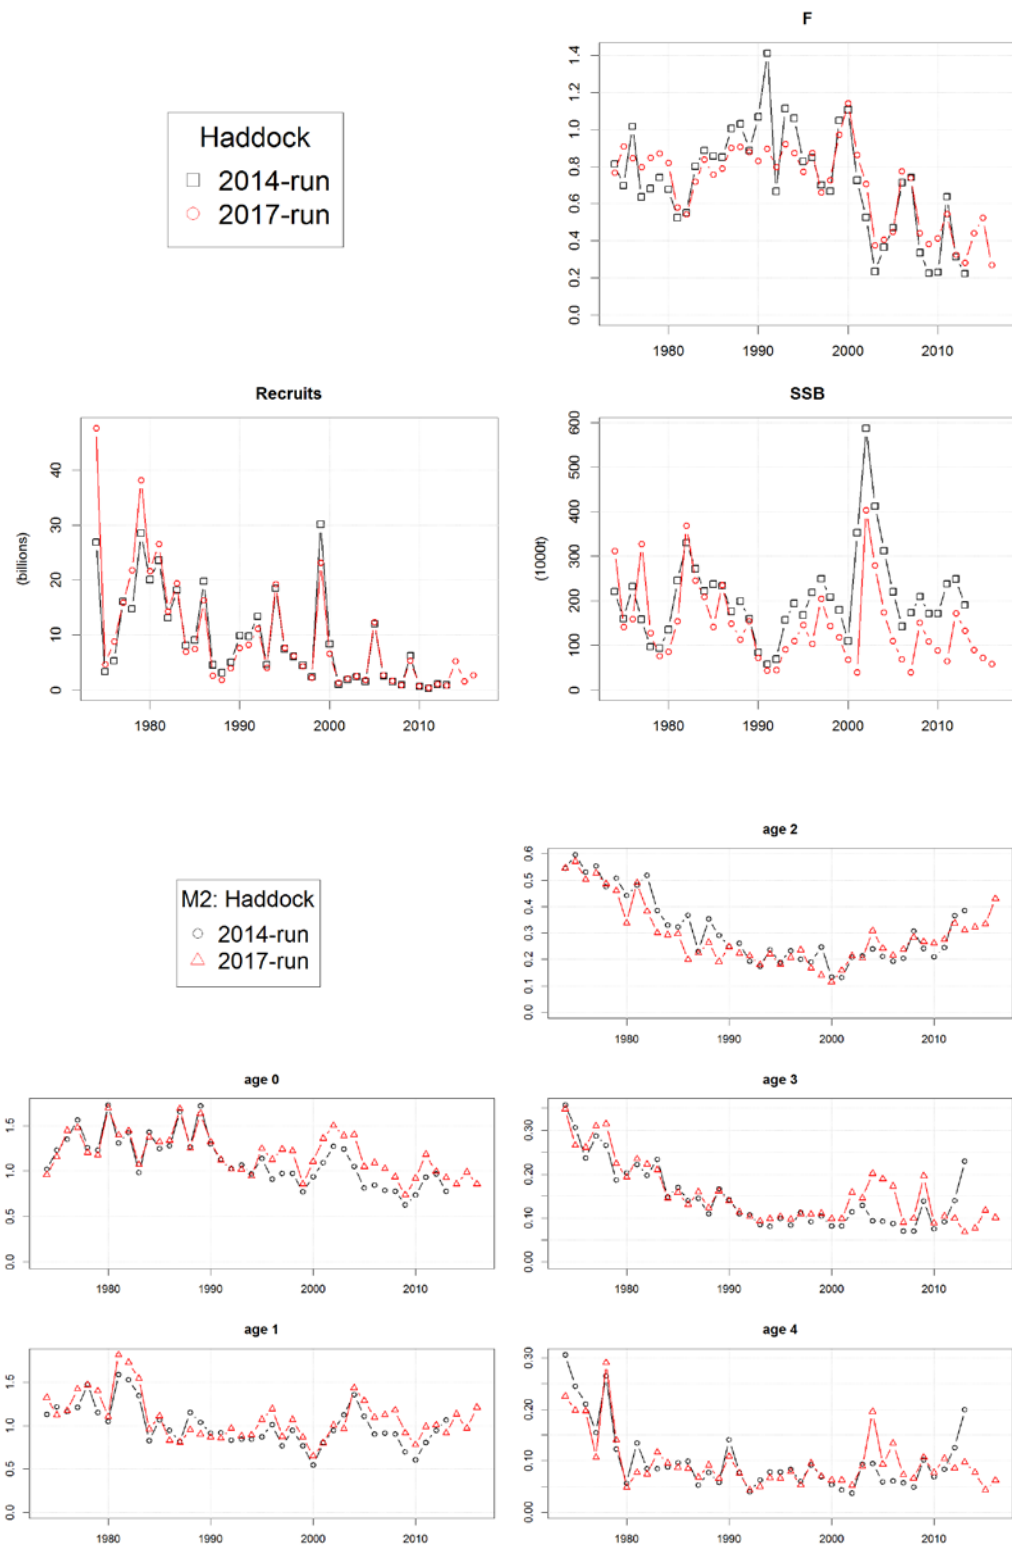 F
Haddock
2014-run
2017-run
0.0 0.2 0.4 0.6 0.8 1.0 1.2 1.4
1980 1990 2000 2010
Recruits
(billions)
0 10 20 30 40
1980 1990 2000 2010
SSB
(1000t)
0 100 200 300 400 500 600
1980 1990 2000 2010
M2: Haddock
2014-run
2017-run
age 2
0.0 0.1 0.2 0.3 0.4 0.5 0.6
1980 1990 2000 2010
age 0
0.0 0.5 1.0 1.5
1980 1990 2000 2010
age 3
0.00 0.10 0.20 0.30
1980 1990 2000 2010
age 1
0.0 0.5 1.0 1.5
1980 1990 2000 2010
age 4
0.00 0.10 0.20 0.30
1980 1990 2000 2010